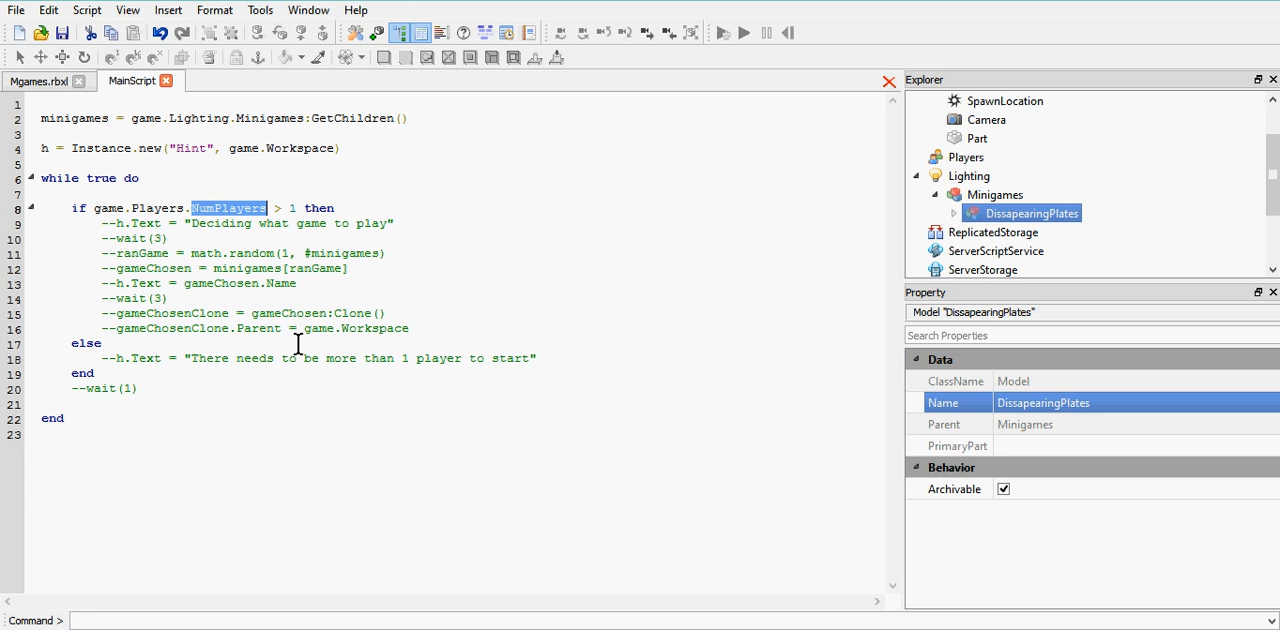 File Edit Script View Insert Format Tools Window Help
Mgames.rbxl MainScript
1
2 minigames = game.Lighting.Minigames:GetChildren()
3
4 h = Instance.new("Hint", game.Workspace)
5
6 while true do
7
8 if game.Players.NumPlayers > 1 then
9 --h.Text = "Deciding what game to play"
10 --wait(3)
11 --ranGame = math.random(1, #minigames)
12 --gameChosen = minigames[ranGame]
13 --h.Text = gameChosen.Name
14 --wait(3)
15 --gameChosenClone = gameChosen:Clone()
16 --gameChosenClone.Parent = game.Workspace
17 else
18 --h.Text = "There needs to be more than 1 player to start"
19 end
20 --wait(1)
21
22 end
23
Explorer
SpawnLocation
Camera
Part
Players
Lighting
Minigames
DissapearingPlates
ReplicatedStorage
ServerScriptService
ServerStorage
Property
Model "DissapearingPlates"
Search Properties
Data
ClassName Model
Name DissapearingPlates
Parent Minigames
PrimaryPart
Behavior
Archivable
Command >